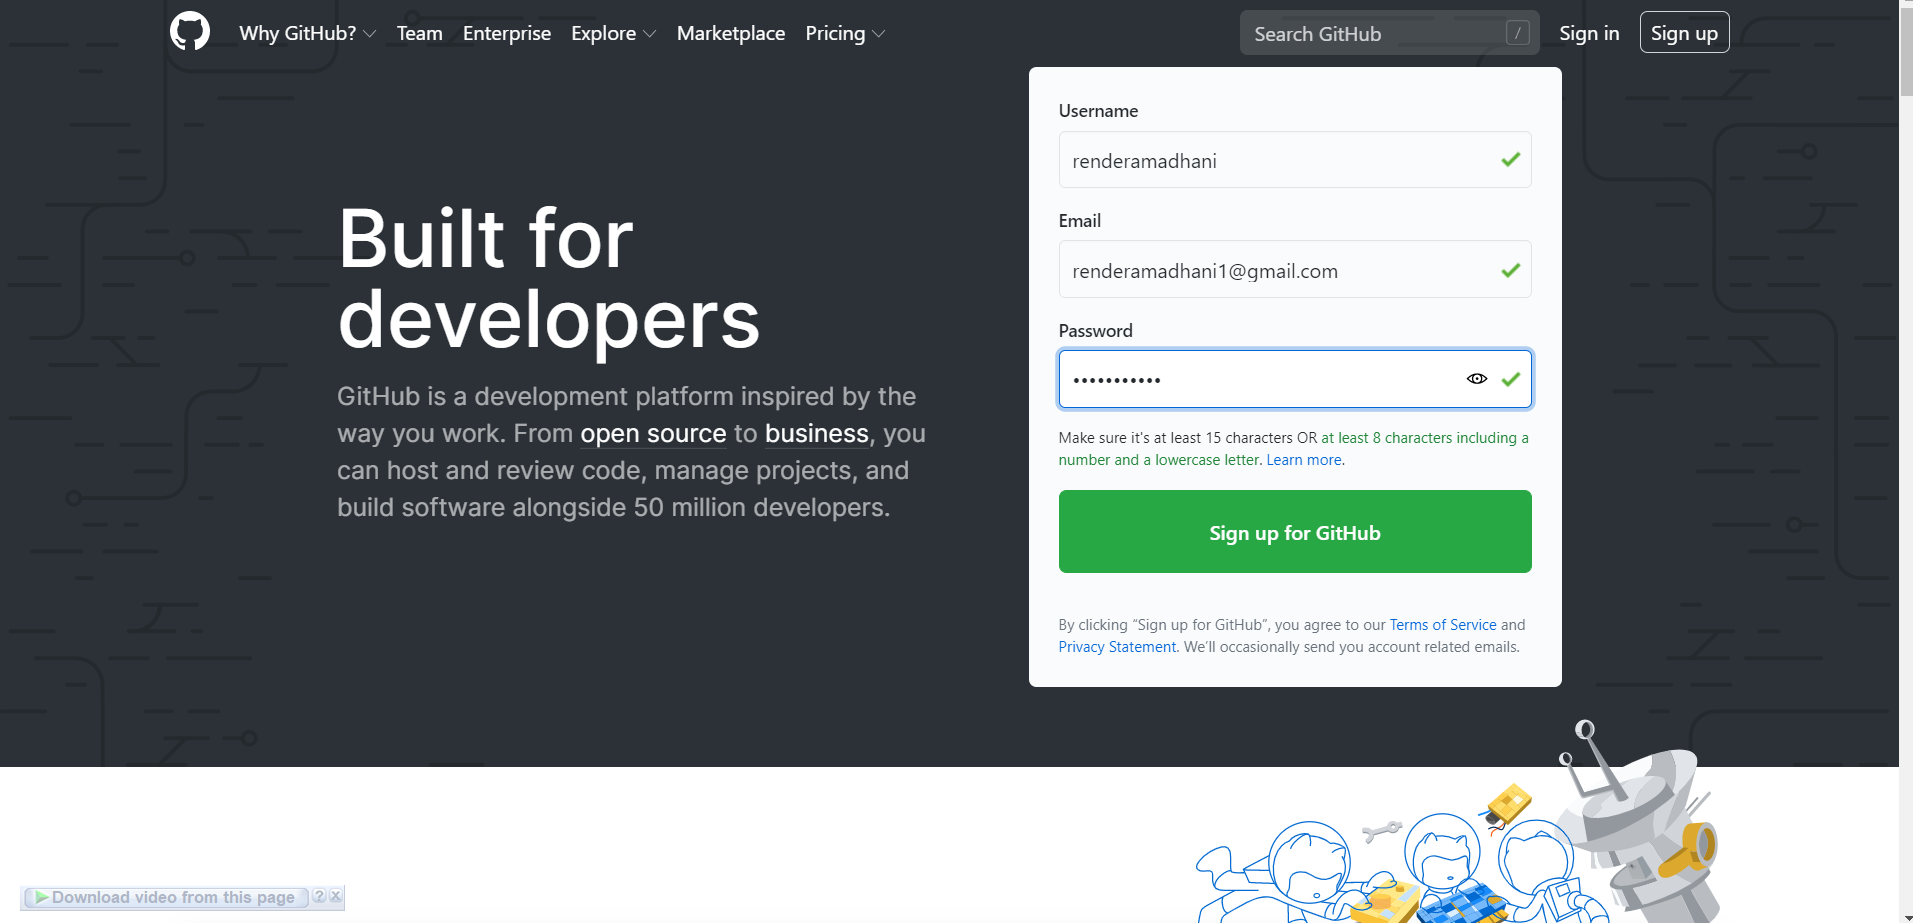 Why GitHub? Team Enterprise Explore Marketplace Pricing Search GitHub / Sign in Sign up
Built for
developers
GitHub is a development platform inspired by the
way you work. From open source to business, you
can host and review code, manage projects, and
build software alongside 50 million developers.
Username
renderamadhani
Email
renderamadhani1@gmail.com
Password
•••••••••••
Make sure it's at least 15 characters OR at least 8 characters including a
number and a lowercase letter. Learn more.
Sign up for GitHub
By clicking “Sign up for GitHub”, you agree to our Terms of Service and
Privacy Statement. We’ll occasionally send you account related emails.
Download video from this page ? X